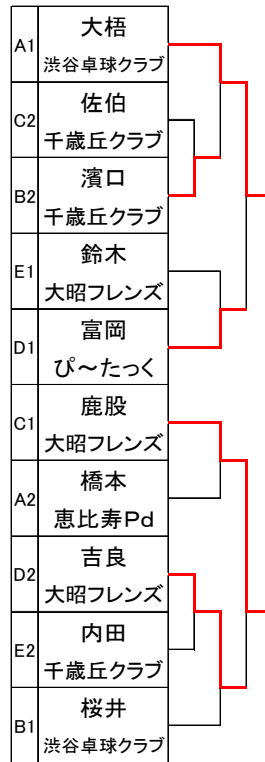 A1
大梧
渋谷卓球クラブ
C2
佐伯
千歳丘クラブ
B2
濱口
千歳丘クラブ
E1
鈴木
大昭フレンズ
D1
富岡
ぴ～たっく
C1
鹿股
大昭フレンズ
A2
橋本
恵比寿Pd
D2
吉良
大昭フレンズ
E2
内田
千歳丘クラブ
B1
桜井
渋谷卓球クラブ